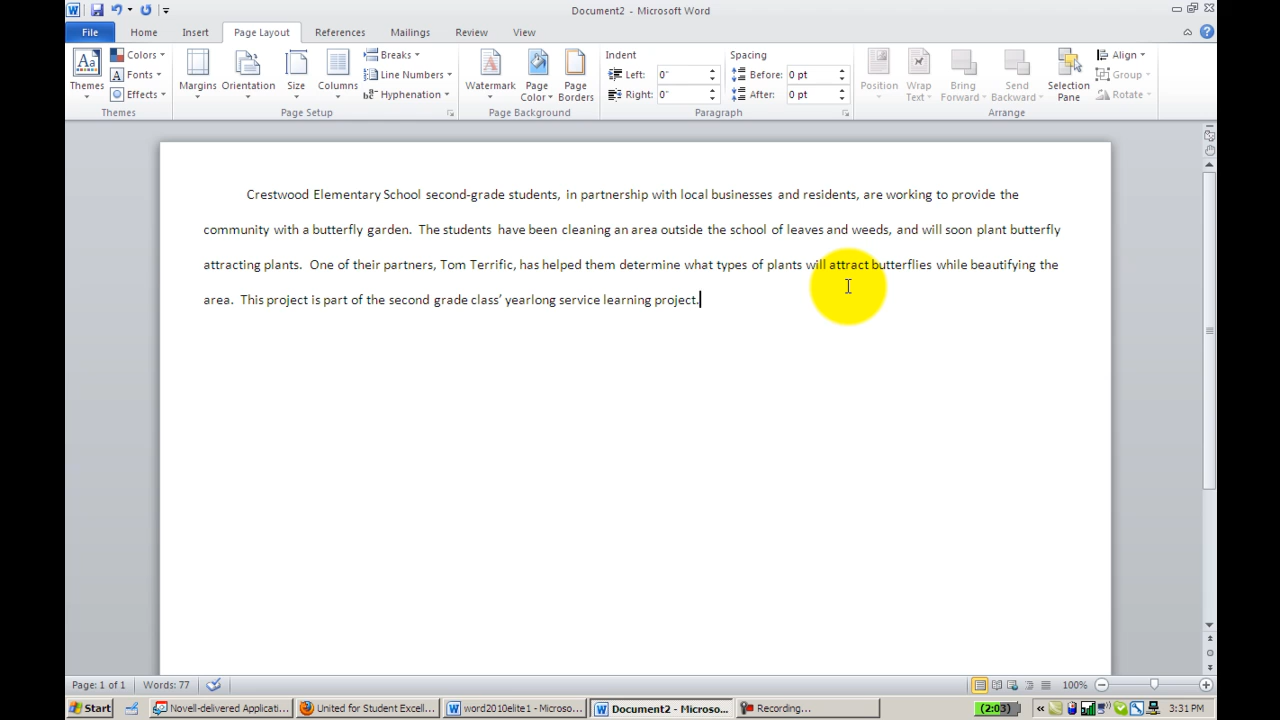 Document2 - Microsoft Word
File Home Insert Page Layout References Mailings Review View
Themes Colors Fonts Effects Themes
Margins Orientation Size Columns Breaks Line Numbers Hyphenation Page Setup
Watermark Page Color Page Borders Page Background
Indent Left: 0" Right: 0" Spacing Before: 0 pt After: 0 pt Paragraph
Position Wrap Text Bring Forward Send Backward Selection Pane Align Group Rotate Arrange
Crestwood Elementary School second-grade students, in partnership with local businesses and residents, are working to provide the
community with a butterfly garden. The students have been cleaning an area outside the school of leaves and weeds, and will soon plant butterfly
attracting plants. One of their partners, Tom Terrific, has helped them determine what types of plants will attract butterflies while beautifying the
area. This project is part of the second grade class’ yearlong service learning project.
Page: 1 of 1 Words: 77 100%
Start Novell-delivered Applicati... United for Student Excell... word2010elite1 - Microso... Document2 - Microso... Recording... (2:03) « 3:31 PM